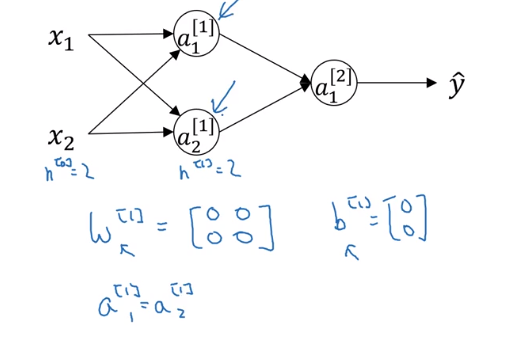 x₁ a₁^[1]
a₁^[2] ŷ
x₂ a₂^[1]
n^[0]=2 n^[1]=2
W^[1] = [0 0; 0 0] b^[1] = [0; 0]
a₁^[1] = a₂^[1]